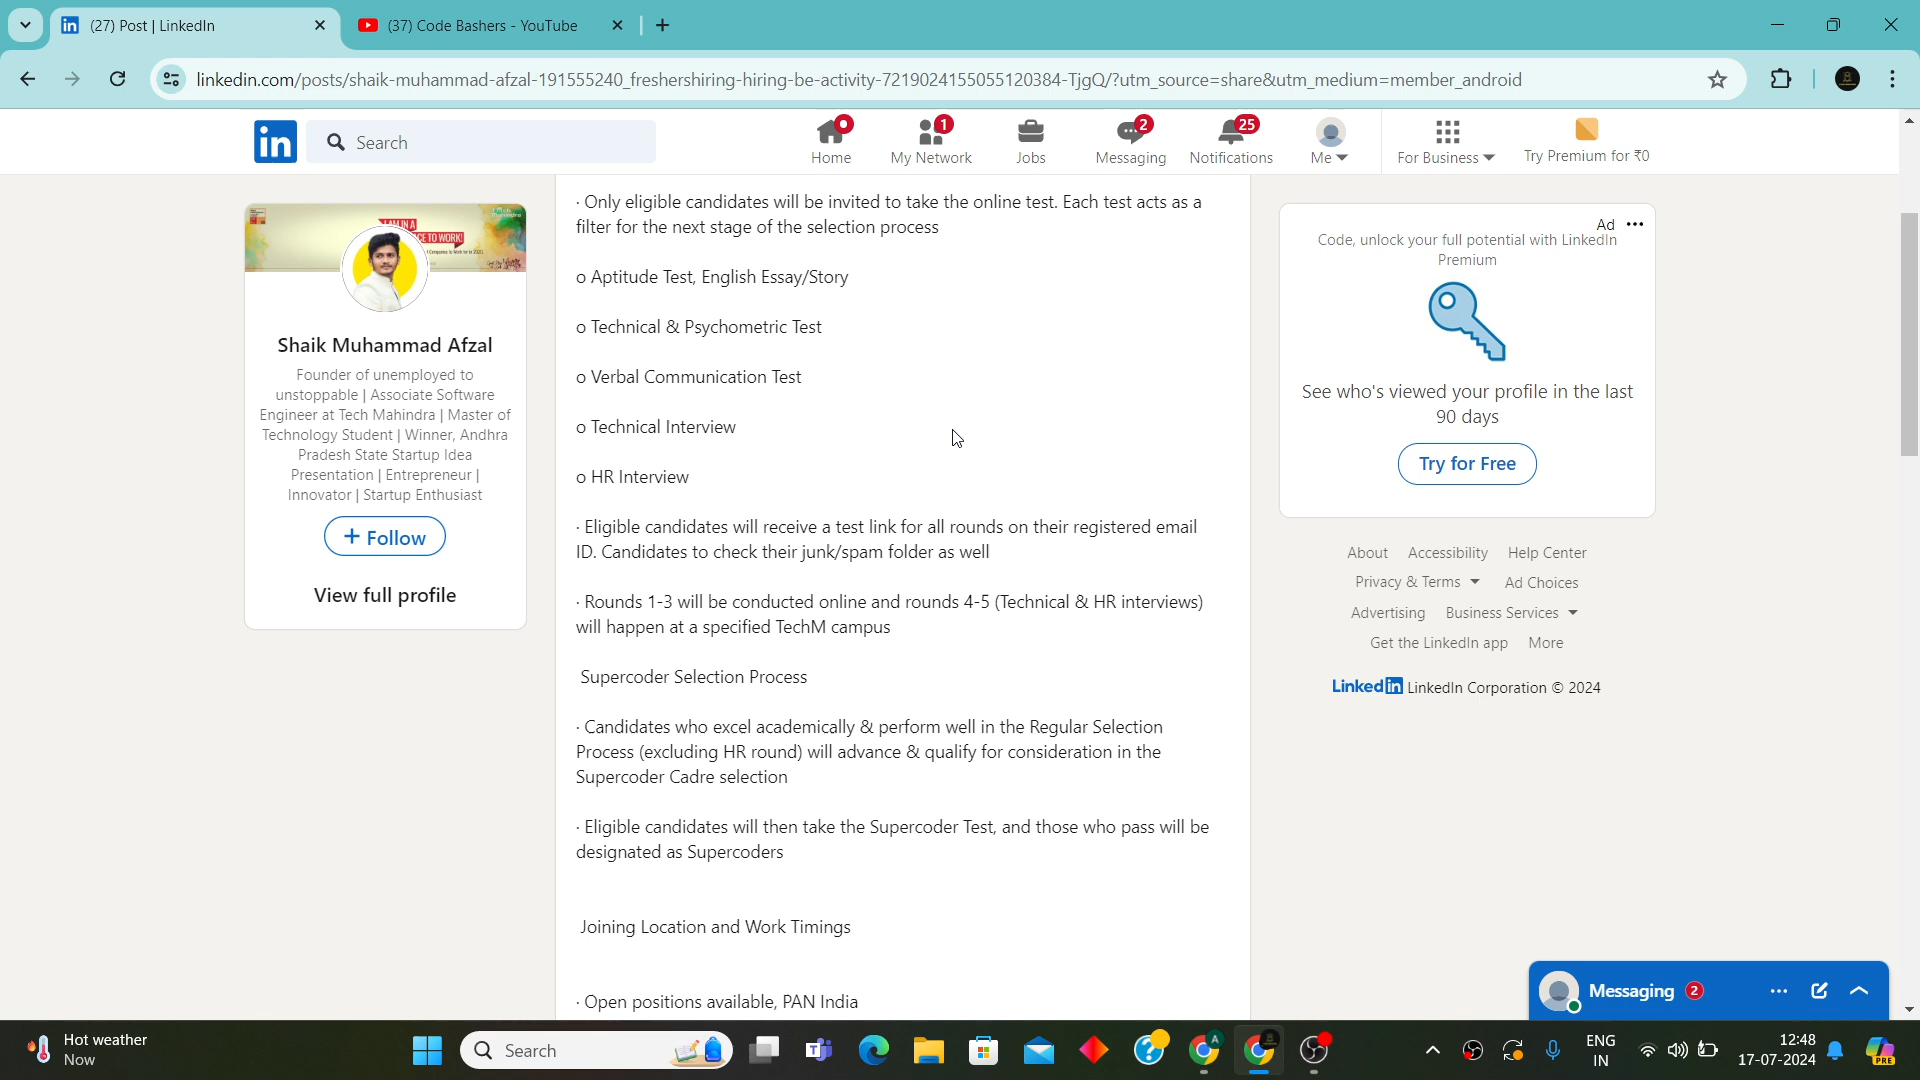 (27) Post | LinkedIn
(37) Code Bashers - YouTube
linkedin.com/posts/shaik-muhammad-afzal-191555240_freshershiring-hiring-be-activity-7219024155055120384-TjgQ/?utm_source=share&utm_medium=member_android
in
Search
Home
1
My Network
Jobs
2
Messaging
25
Notifications
Me
For Business
Try Premium for ₹0
Shaik Muhammad Afzal
Founder of unemployed to
unstoppable | Associate Software
Engineer at Tech Mahindra | Master of
Technology Student | Winner, Andhra
Pradesh State Startup Idea
Presentation | Entrepreneur |
Innovator | Startup Enthusiast
+ Follow
View full profile
· Only eligible candidates will be invited to take the online test. Each test acts as a
filter for the next stage of the selection process
o Aptitude Test, English Essay/Story
o Technical & Psychometric Test
o Verbal Communication Test
o Technical Interview
o HR Interview
· Eligible candidates will receive a test link for all rounds on their registered email
ID. Candidates to check their junk/spam folder as well
· Rounds 1-3 will be conducted online and rounds 4-5 (Technical & HR interviews)
will happen at a specified TechM campus
Supercoder Selection Process
· Candidates who excel academically & perform well in the Regular Selection
Process (excluding HR round) will advance & qualify for consideration in the
Supercoder Cadre selection
· Eligible candidates will then take the Supercoder Test, and those who pass will be
designated as Supercoders
Joining Location and Work Timings
· Open positions available, PAN India
Ad
Code, unlock your full potential with LinkedIn
Premium
See who's viewed your profile in the last
90 days
Try for Free
About Accessibility Help Center
Privacy & Terms Ad Choices
Advertising Business Services
Get the LinkedIn app More
LinkedIn LinkedIn Corporation © 2024
Messaging 2
Hot weather
Now
Search
ENG
IN
12:48
17-07-2024
PRE